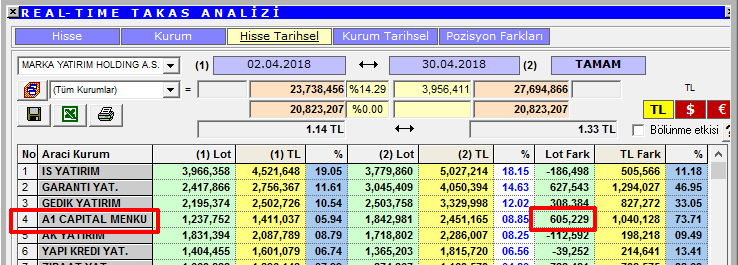 REAL-TIME TAKAS ANALİZİ
Hisse Kurum Hisse Tarihsel Kurum Tarihsel Pozisyon Farkları
MARKA YATIRIM HOLDING A.S. (1) 02.04.2018 30.04.2018 (2) TAMAM
(Tüm Kurumlar) = 23,738,456 %14.29 3,956,411 27,694,866 TL
20,823,207 %0.00 20,823,207 TL $ €
1.14 TL 1.33 TL Bölünme etkisi ?
No Araci Kurum (1) Lot (1) TL % (2) Lot (2) TL % Lot Fark TL Fark %
1 IS YATIRIM 3,966,358 4,521,648 19.05 3,779,860 5,027,214 18.15 -186,498 505,566 11.18
2 GARANTI YAT. 2,417,866 2,756,367 11.61 3,045,409 4,050,394 14.63 627,543 1,294,027 46.95
3 GEDIK YATIRIM 2,195,374 2,502,726 10.54 2,503,758 3,329,998 12.02 308,384 827,272 33.05
4 A1 CAPITAL MENKU 1,237,752 1,411,037 05.94 1,842,981 2,451,165 08.85 605,229 1,040,128 73.71
5 AK YATIRIM 1,831,394 2,087,789 08.79 1,718,802 2,286,007 08.25 -112,592 198,218 09.49
6 YAPI KREDI YAT. 1,404,455 1,601,079 06.74 1,365,203 1,815,720 06.56 -39,252 214,641 13.41